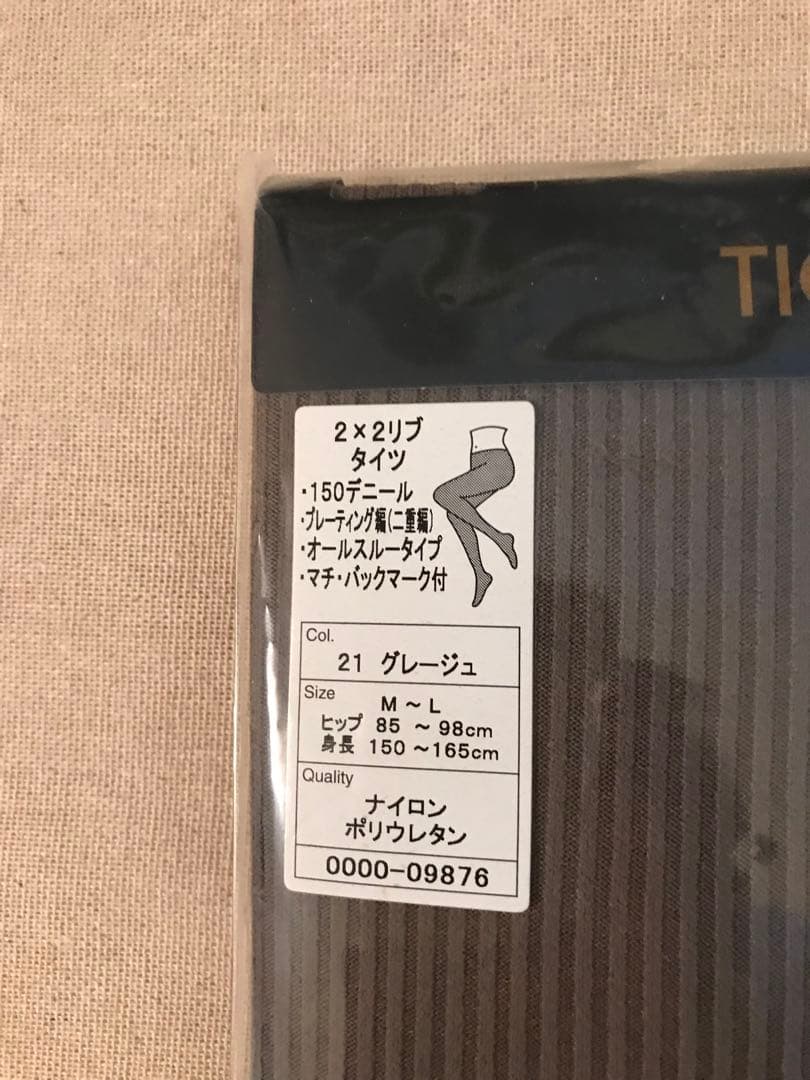 2×2リブ
タイツ
・150デニール
・プレーティング編(二重編)
・オールスルータイプ
・マチ・バックマーク付
Col.
21 グレージュ
Size
M ~ L
ヒップ 85 ~ 98cm
身長 150 ~165cm
Quality
ナイロン
ポリウレタン
0000-09876